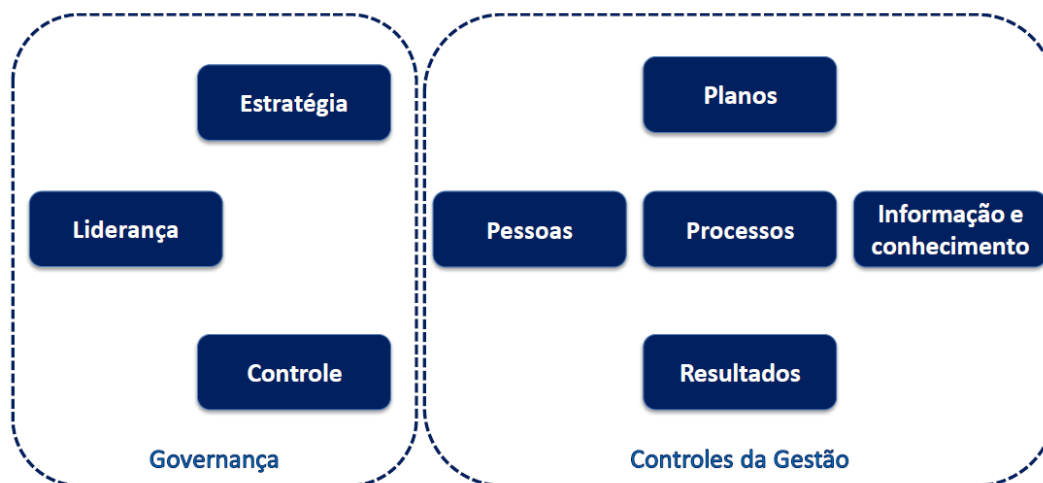 Estratégia
Liderança
Controle
Governança
Planos
Pessoas
Processos
Informação e
conhecimento
Resultados
Controles da Gestão